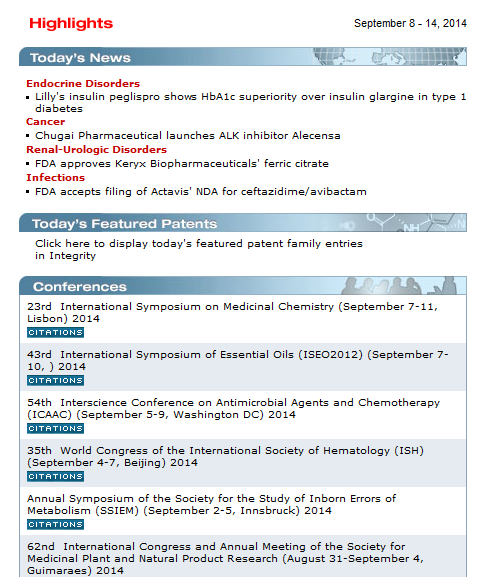 Highlights
September 8 - 14, 2014
Today's News
Endocrine Disorders
Lilly's insulin peglispro shows HbA1c superiority over insulin glargine in type 1
diabetes
Cancer
Chugai Pharmaceutical launches ALK inhibitor Alecensa
Renal-Urologic Disorders
FDA approves Keryx Biopharmaceuticals' ferric citrate
Infections
FDA accepts filing of Actavis' NDA for ceftazidime/avibactam
Today's Featured Patents
NH
N
Click here to display today's featured patent family entries
in Integrity
Conferences
23rd International Symposium on Medicinal Chemistry (September 7-11,
Lisbon) 2014
CITATIONS
43rd International Symposium of Essential Oils (ISEO2012) (September 7-
10, ) 2014
CITATIONS
54th Interscience Conference on Antimicrobial Agents and Chemotherapy
(ICAAC) (September 5-9, Washington DC) 2014
CITATIONS
35th World Congress of the International Society of Hematology (ISH)
(September 4-7, Beijing) 2014
CITATIONS
Annual Symposium of the Society for the Study of Inborn Errors of
Metabolism (SSIEM) (September 2-5, Innsbruck) 2014
CITATIONS
62nd International Congress and Annual Meeting of the Society for
Medicinal Plant and Natural Product Research (August 31-September 4,
Guimaraes) 2014